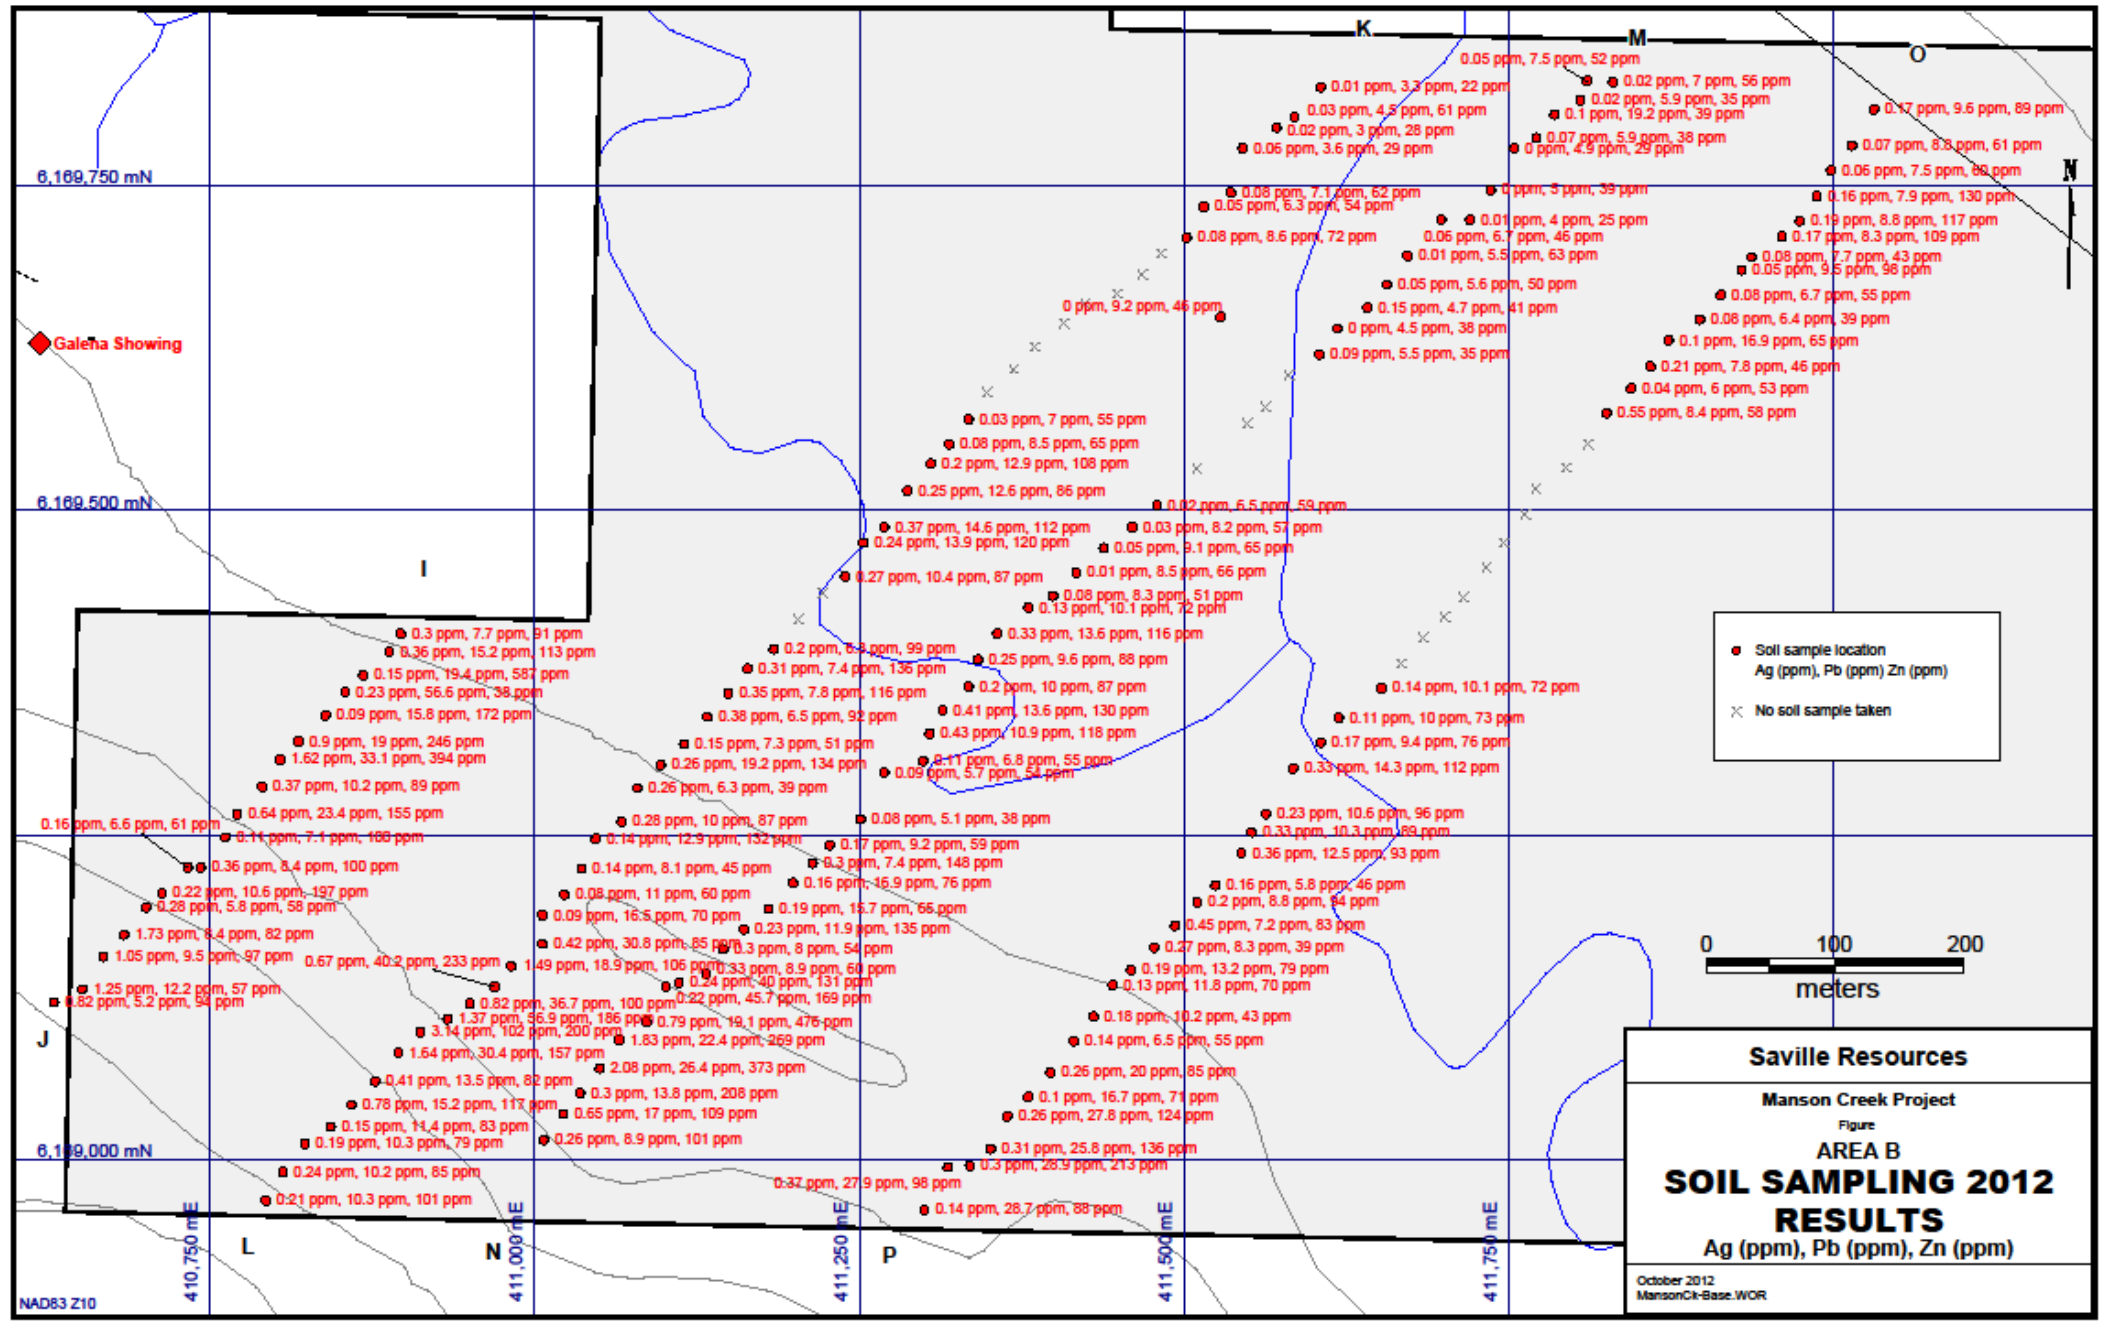 K
M
O
0.05 ppm, 7.5 ppm, 52 ppm
0.02 ppm, 7 ppm, 56 ppm
0.01 ppm, 3.3 ppm, 22 ppm
0.02 ppm, 5.9 ppm, 35 ppm
0.03 ppm, 4.5 ppm, 61 ppm
0.1 ppm, 19.2 ppm, 39 ppm
0.17 ppm, 9.6 ppm, 89 ppm
0.02 ppm, 3 ppm, 28 ppm
0.07 ppm, 5.9 ppm, 38 ppm
0.06 ppm, 3.6 ppm, 29 ppm
0 ppm, 4.9 ppm, 29 ppm
0.07 ppm, 8.8 ppm, 61 ppm
6,169,750 mN
0.06 ppm, 7.5 ppm, 60 ppm
N
0.08 ppm, 7.1 ppm, 62 ppm
0 ppm, 5 ppm, 39 ppm
0.16 ppm, 7.9 ppm, 130 ppm
0.05 ppm, 6.3 ppm, 54 ppm
0.01 ppm, 4 ppm, 25 ppm
0.19 ppm, 8.8 ppm, 117 ppm
0.08 ppm, 8.6 ppm, 72 ppm
0.06 ppm, 6.7 ppm, 46 ppm
0.17 ppm, 8.3 ppm, 109 ppm
0.01 ppm, 5.5 ppm, 63 ppm
0.08 ppm, 7.7 ppm, 43 ppm
0.05 ppm, 9.5 ppm, 98 ppm
0.05 ppm, 5.6 ppm, 50 ppm
0.08 ppm, 6.7 ppm, 55 ppm
0 ppm, 9.2 ppm, 46 ppm
0.15 ppm, 4.7 ppm, 41 ppm
0.08 ppm, 6.4 ppm, 39 ppm
0 ppm, 4.5 ppm, 38 ppm
Galena Showing
0.1 ppm, 16.9 ppm, 65 ppm
0.09 ppm, 5.5 ppm, 35 ppm
0.21 ppm, 7.8 ppm, 46 ppm
0.04 ppm, 6 ppm, 53 ppm
0.55 ppm, 8.4 ppm, 58 ppm
0.03 ppm, 7 ppm, 55 ppm
0.08 ppm, 8.5 ppm, 65 ppm
0.2 ppm, 12.9 ppm, 108 ppm
0.25 ppm, 12.6 ppm, 86 ppm
6,169,500 mN
0.02 ppm, 6.5 ppm, 59 ppm
0.37 ppm, 14.6 ppm, 112 ppm
0.03 ppm, 8.2 ppm, 57 ppm
0.24 ppm, 13.9 ppm, 120 ppm
0.05 ppm, 9.1 ppm, 65 ppm
I
0.27 ppm, 10.4 ppm, 87 ppm
0.01 ppm, 8.5 ppm, 66 ppm
0.08 ppm, 8.3 ppm, 51 ppm
0.13 ppm, 10.1 ppm, 72 ppm
0.3 ppm, 7.7 ppm, 91 ppm
0.33 ppm, 13.6 ppm, 116 ppm
0.36 ppm, 15.2 ppm, 113 ppm
0.2 ppm, 6.8 ppm, 99 ppm
0.25 ppm, 9.6 ppm, 88 ppm
Soil sample location
Ag (ppm), Pb (ppm) Zn (ppm)
0.15 ppm, 19.4 ppm, 587 ppm
0.31 ppm, 7.4 ppm, 136 ppm
0.23 ppm, 56.6 ppm, 38 ppm
0.35 ppm, 7.8 ppm, 116 ppm
0.2 ppm, 10 ppm, 87 ppm
0.14 ppm, 10.1 ppm, 72 ppm
No soil sample taken
0.09 ppm, 15.8 ppm, 172 ppm
0.38 ppm, 6.5 ppm, 92 ppm
0.41 ppm, 13.6 ppm, 130 ppm
0.11 ppm, 10 ppm, 73 ppm
0.9 ppm, 19 ppm, 246 ppm
0.15 ppm, 7.3 ppm, 51 ppm
0.43 ppm, 10.9 ppm, 118 ppm
0.17 ppm, 9.4 ppm, 76 ppm
1.62 ppm, 33.1 ppm, 394 ppm
0.26 ppm, 19.2 ppm, 134 ppm
0.11 ppm, 6.8 ppm, 55 ppm
0.33 ppm, 14.3 ppm, 112 ppm
0.09 ppm, 5.7 ppm, 54 ppm
0.37 ppm, 10.2 ppm, 89 ppm
0.26 ppm, 6.3 ppm, 39 ppm
0.64 ppm, 23.4 ppm, 155 ppm
0.28 ppm, 10 ppm, 87 ppm
0.08 ppm, 5.1 ppm, 38 ppm
0.23 ppm, 10.6 ppm, 96 ppm
0.16 ppm, 6.6 ppm, 61 ppm
0.11 ppm, 7.1 ppm, 108 ppm
0.14 ppm, 12.9 ppm, 132 ppm
0.33 ppm, 10.3 ppm, 89 ppm
0.17 ppm, 9.2 ppm, 59 ppm
0.36 ppm, 12.5 ppm, 93 ppm
0.36 ppm, 8.4 ppm, 100 ppm
0.14 ppm, 8.1 ppm, 45 ppm
0.3 ppm, 7.4 ppm, 148 ppm
0.16 ppm, 16.9 ppm, 76 ppm
0.16 ppm, 5.8 ppm, 46 ppm
0.22 ppm, 10.6 ppm, 197 ppm
0.08 ppm, 11 ppm, 60 ppm
0.2 ppm, 8.8 ppm, 94 ppm
0.28 ppm, 5.8 ppm, 58 ppm
0.09 ppm, 16.5 ppm, 70 ppm
0.19 ppm, 15.7 ppm, 65 ppm
0.45 ppm, 7.2 ppm, 83 ppm
1.73 ppm, 8.4 ppm, 82 ppm
0.23 ppm, 11.9 ppm, 135 ppm
0.42 ppm, 30.8 ppm, 85 ppm
0.3 ppm, 8 ppm, 54 ppm
0.27 ppm, 8.3 ppm, 39 ppm
0 100 200
1.05 ppm, 9.5 ppm, 97 ppm
0.67 ppm, 40.2 ppm, 233 ppm
1.49 ppm, 18.9 ppm, 106 ppm
0.33 ppm, 8.9 ppm, 60 ppm
0.19 ppm, 13.2 ppm, 79 ppm
0.24 ppm, 40 ppm, 131 ppm
0.13 ppm, 11.8 ppm, 70 ppm
meters
1.25 ppm, 12.2 ppm, 57 ppm
0.22 ppm, 45.7 ppm, 169 ppm
0.82 ppm, 5.2 ppm, 94 ppm
0.82 ppm, 36.7 ppm, 100 ppm
0.18 ppm, 10.2 ppm, 43 ppm
1.37 ppm, 56.9 ppm, 186 ppm
0.79 ppm, 19.1 ppm, 476 ppm
3.14 ppm, 102 ppm, 200 ppm
J
1.83 ppm, 22.4 ppm, 269 ppm
0.14 ppm, 6.5 ppm, 55 ppm
1.64 ppm, 30.4 ppm, 157 ppm
2.08 ppm, 26.4 ppm, 373 ppm
0.26 ppm, 20 ppm, 85 ppm
0.41 ppm, 13.5 ppm, 82 ppm
0.3 ppm, 13.8 ppm, 208 ppm
0.1 ppm, 16.7 ppm, 71 ppm
0.78 ppm, 15.2 ppm, 117 ppm
0.65 ppm, 17 ppm, 109 ppm
0.26 ppm, 27.8 ppm, 124 ppm
0.15 ppm, 11.4 ppm, 83 ppm
0.19 ppm, 10.3 ppm, 79 ppm
0.26 ppm, 8.9 ppm, 101 ppm
6,169,000 mN
0.31 ppm, 25.8 ppm, 136 ppm
0.3 ppm, 28.9 ppm, 213 ppm
0.24 ppm, 10.2 ppm, 85 ppm
0.37 ppm, 27.9 ppm, 98 ppm
0.21 ppm, 10.3 ppm, 101 ppm
0.14 ppm, 28.7 ppm, 88 ppm
410,750 mE
411,000 mE
411,250 mE
411,500 mE
411,750 mE
L
N
P
Saville Resources
Manson Creek Project
Figure
AREA B
SOIL SAMPLING 2012
RESULTS
Ag (ppm), Pb (ppm), Zn (ppm)
October 2012
MansonCk-Base.WOR
NAD83 Z10